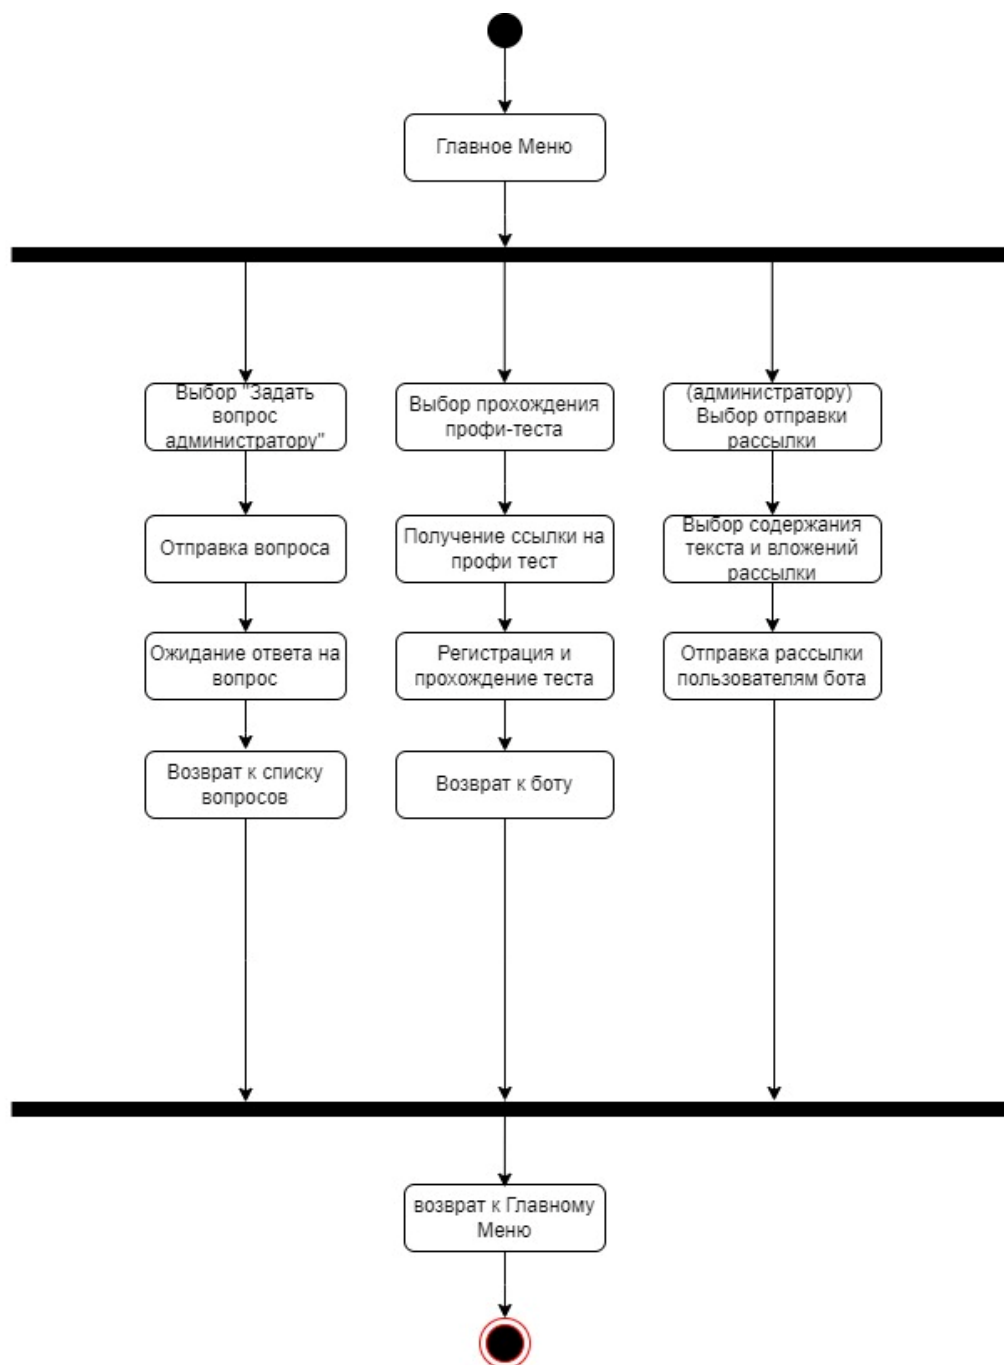 Главное Меню
Выбор "Задать
вопрос
администратору"
Выбор прохождения
профи-теста
(администратору)
Выбор отправки
рассылки
Отправка вопроса
Получение ссылки на
профи тест
Выбор содержания
текста и вложений
рассылки
Ожидание ответа на
вопрос
Регистрация и
прохождение теста
Отправка рассылки
пользователям бота
Возврат к списку
вопросов
Возврат к боту
возврат к Главному
Меню